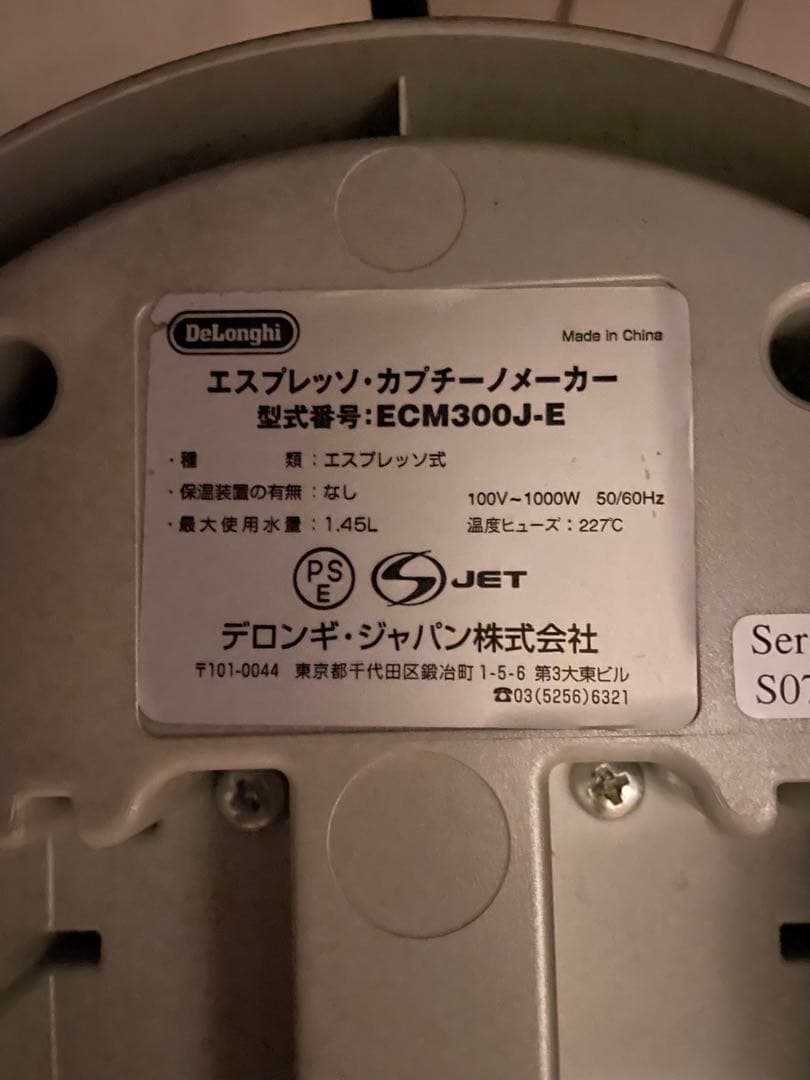 DeLonghi
Made in China
エスプレッソ・カプチーノメーカー
型式番号:ECM300J-E
・種　類：エスプレッソ式
・保温装置の有無：なし
100V~1000W 50/60Hz
・最大使用水量：1.45L
温度ヒューズ：227℃
PS
E
S JET
デロンギ・ジャパン株式会社
〒101-0044 東京都千代田区鍛冶町1-5-6 第3大東ビル
☎03(5256)6321
Ser
S07